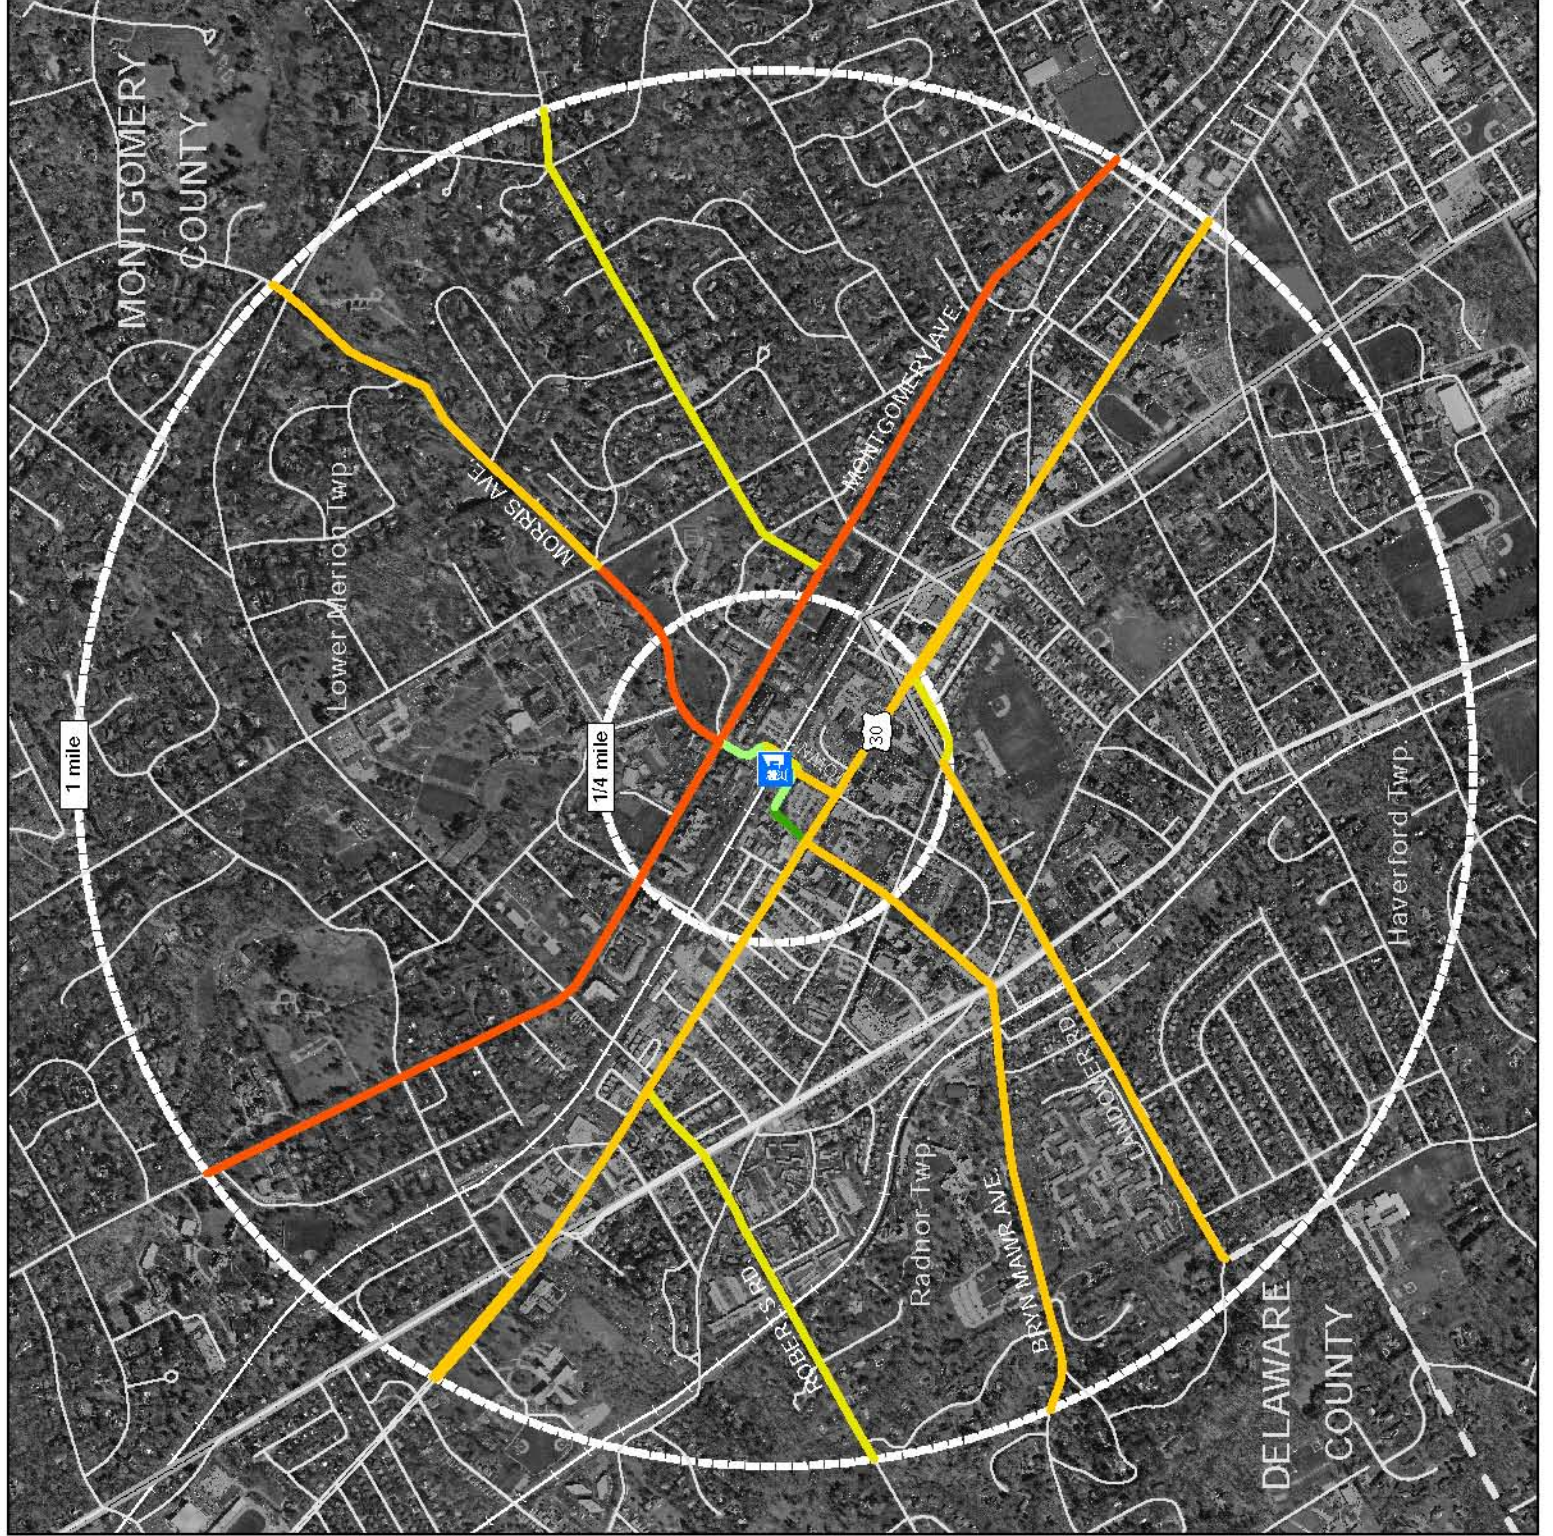 MONTGOMERY
COUNTY
Lower Merion Twp
1 mile
MORRIS AVE
MONTGOMERY AVE
1/4 mile
30
Haverford Twp.
LANDOVER RD
Radnor Twp
BRYN MAWR AVE
ROBERTS RD.
DELAWARE
COUNTY